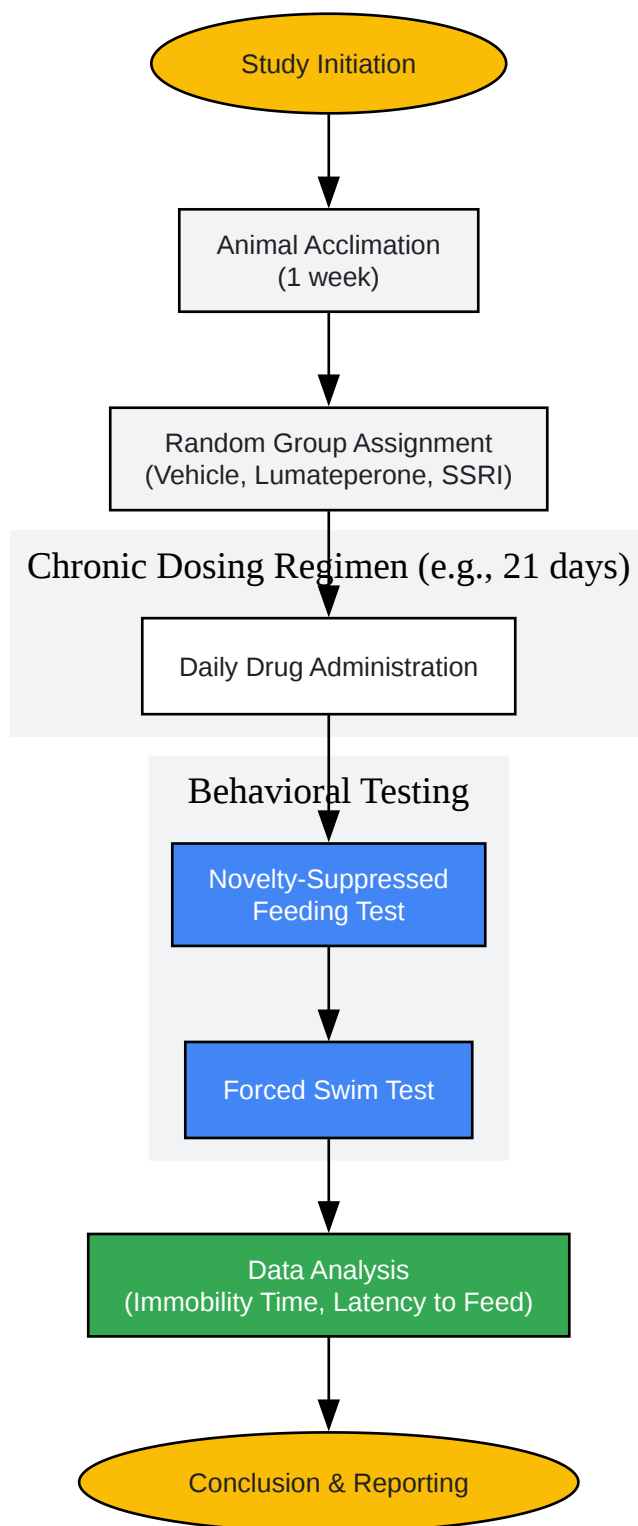 Study Initiation
Animal Acclimation
(1 week)
Random Group Assignment
(Vehicle, Lumateperone, SSRI)
Chronic Dosing Regimen (e.g., 21 days)
Daily Drug Administration
Behavioral Testing
Novelty-Suppressed
Feeding Test
Forced Swim Test
Data Analysis
(Immobility Time, Latency to Feed)
Conclusion & Reporting